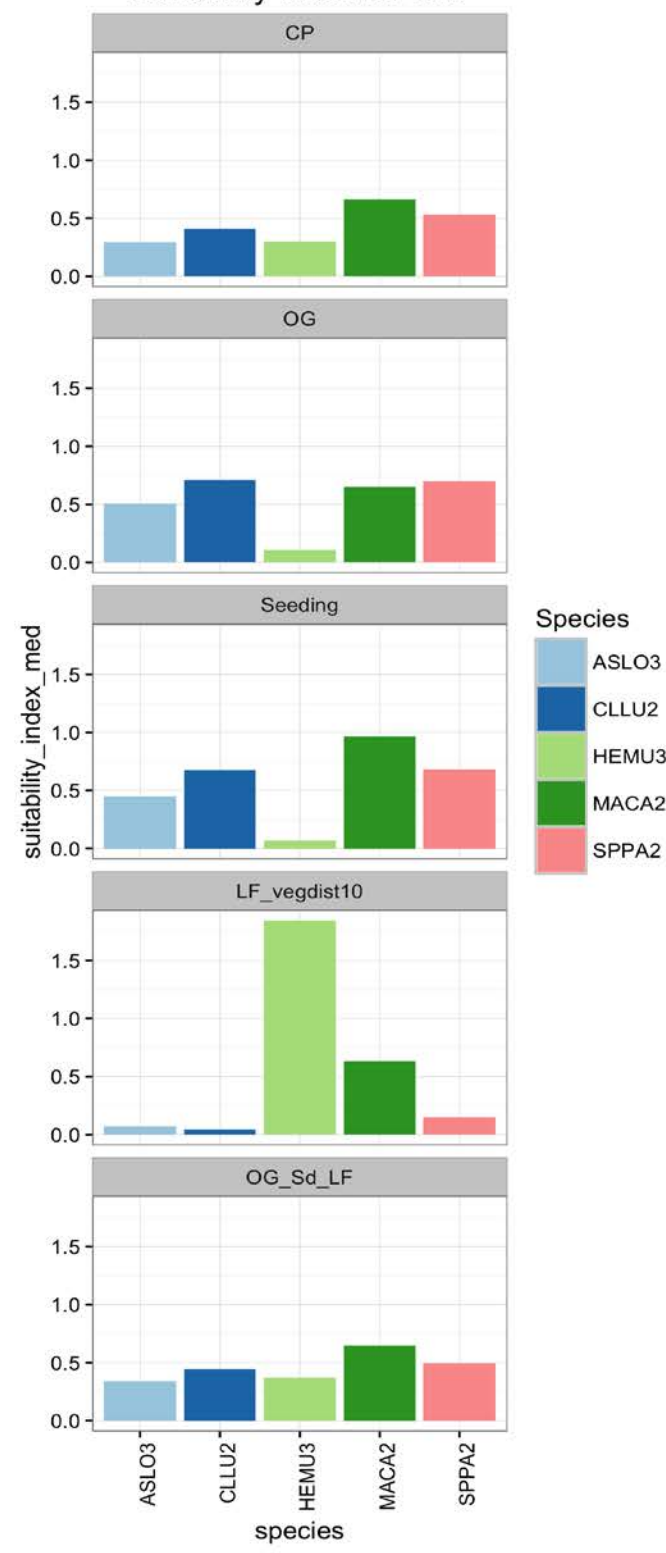 CP
1.5
1.0
0.5
0.0
OG
1.5
1.0
0.5
0.0
Seeding
1.5
1.0
0.5
0.0
LF_vegdist10
1.5
1.0
0.5
0.0
OG_Sd_LF
1.5
1.0
0.5
0.0
suitability_index_med
ASLO3
CLLU2
HEMU3
MACA2
SPPA2
species
Species
ASLO3
CLLU2
HEMU3
MACA2
SPPA2